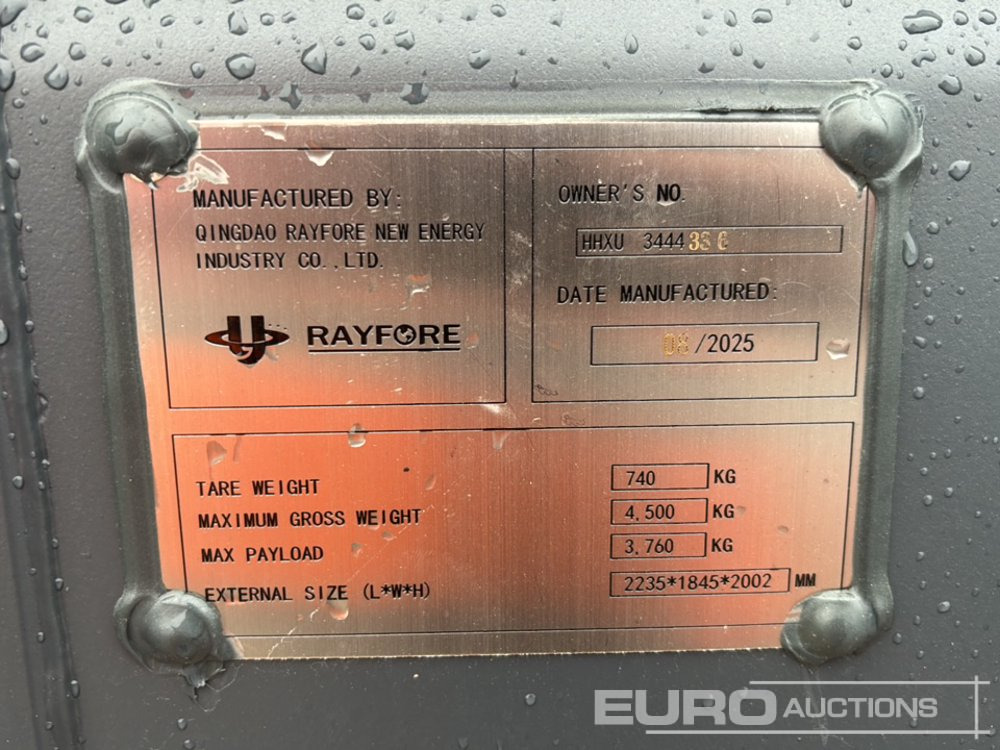 MANUFACTURED BY:
QINGDAO RAYFORE NEW ENERGY
INDUSTRY CO.,LTD.
RAYFORE
OWNER'S NO.
HHXU 3444
DATE MANUFACTURED:
08/2025
TARE WEIGHT 740 KG
MAXIMUM GROSS WEIGHT 4,500 KG
MAX PAYLOAD 3,760 KG
EXTERNAL SIZE (L*W*H) 2235*1845*2002 MM
EURO AUCTIONS